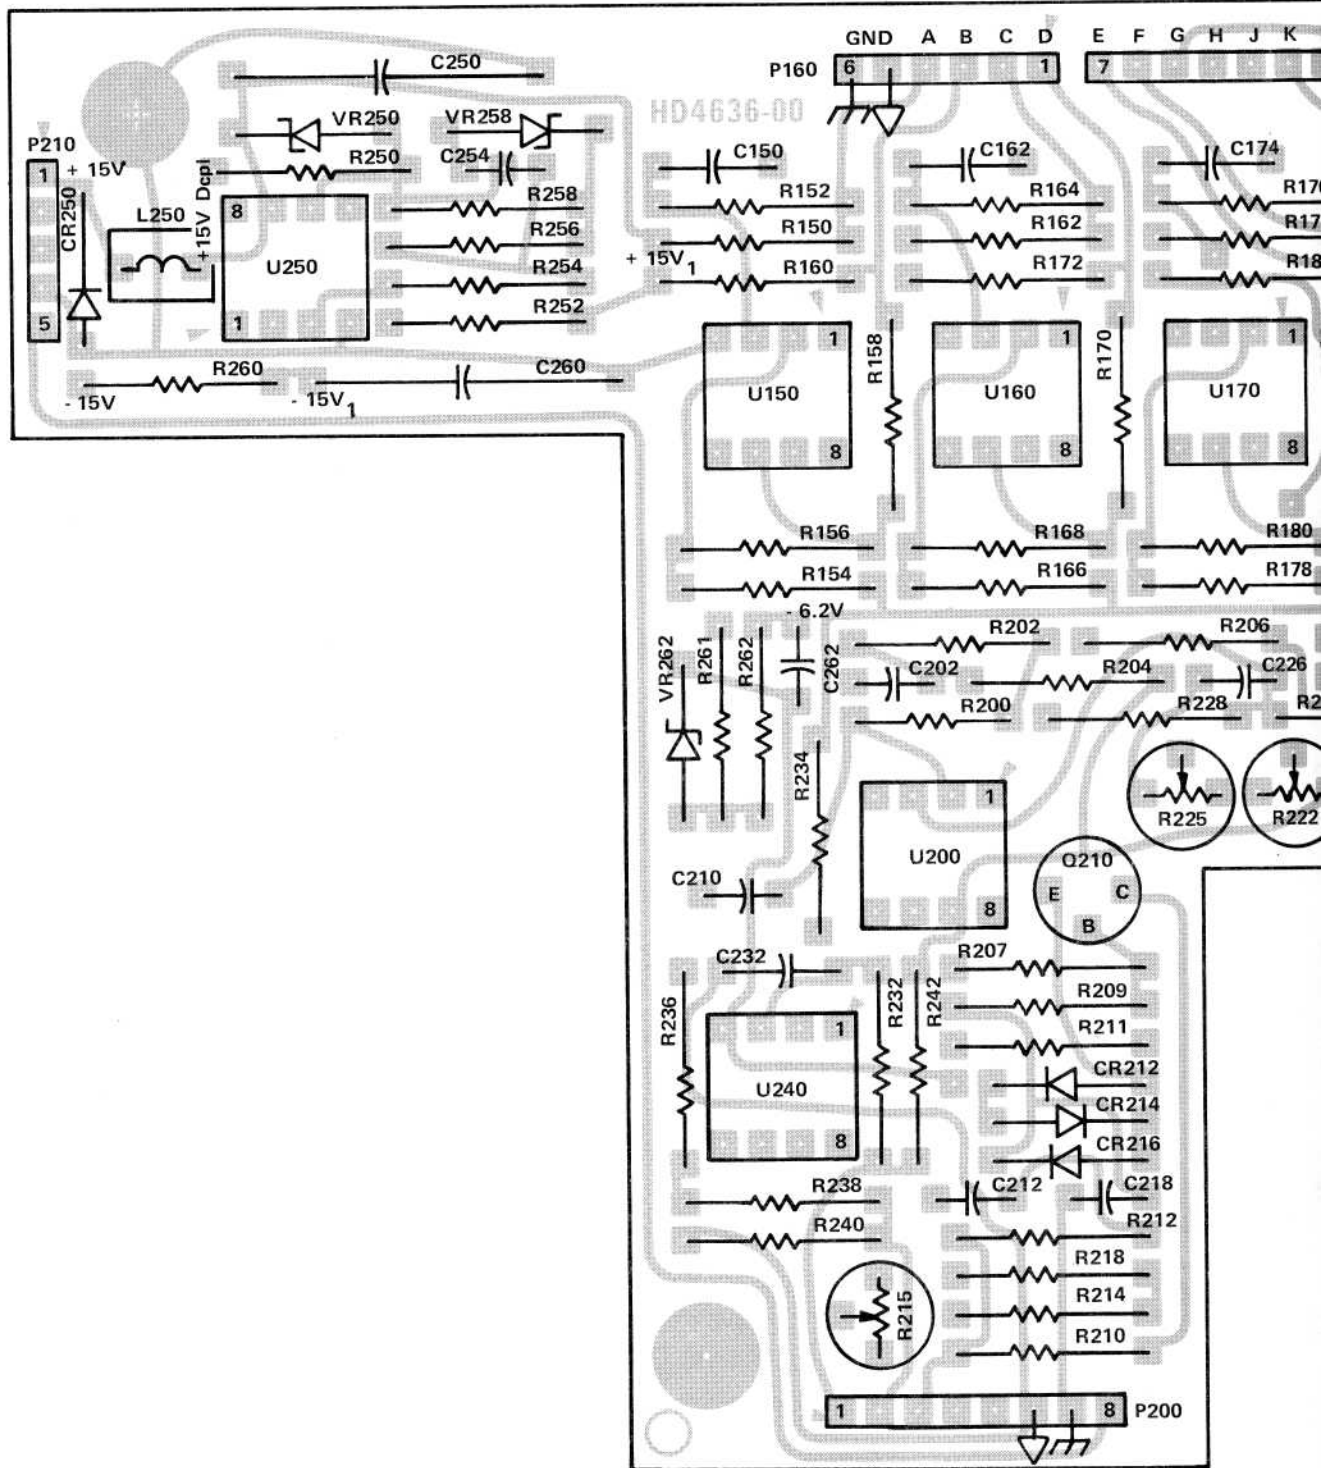 GND A B C D E F G H J K
C250
P160 6 1 7
HD4636-00
VR250 VR258
P210
1 + 15V
R250 C254 C150 C162 C174
CR250
L250
+15V Dcpl
8
R258 R152 R164
R256 R150 R162
U250
+ 15V1
R254 R160 R172
5 1
R252
1 1 1
R158 R170
R260 C260
U150 U160 U170
- 15V - 15V1
8 8 8
R156 R168 R180
R154 R166 R178
- 6.2V
VR262 R261 R262 C262
R202 R206
C202 R204 C226
R200 R228
R234
1
R225 R222
U200
Q210
C210
E C
8 B
C232 R207
R236 R232 R242
R209
1 R211
CR212
U240
CR214
8 CR216
R238 C212 C218
R240 R212
R218
R215
R214
R210
1 8 P200